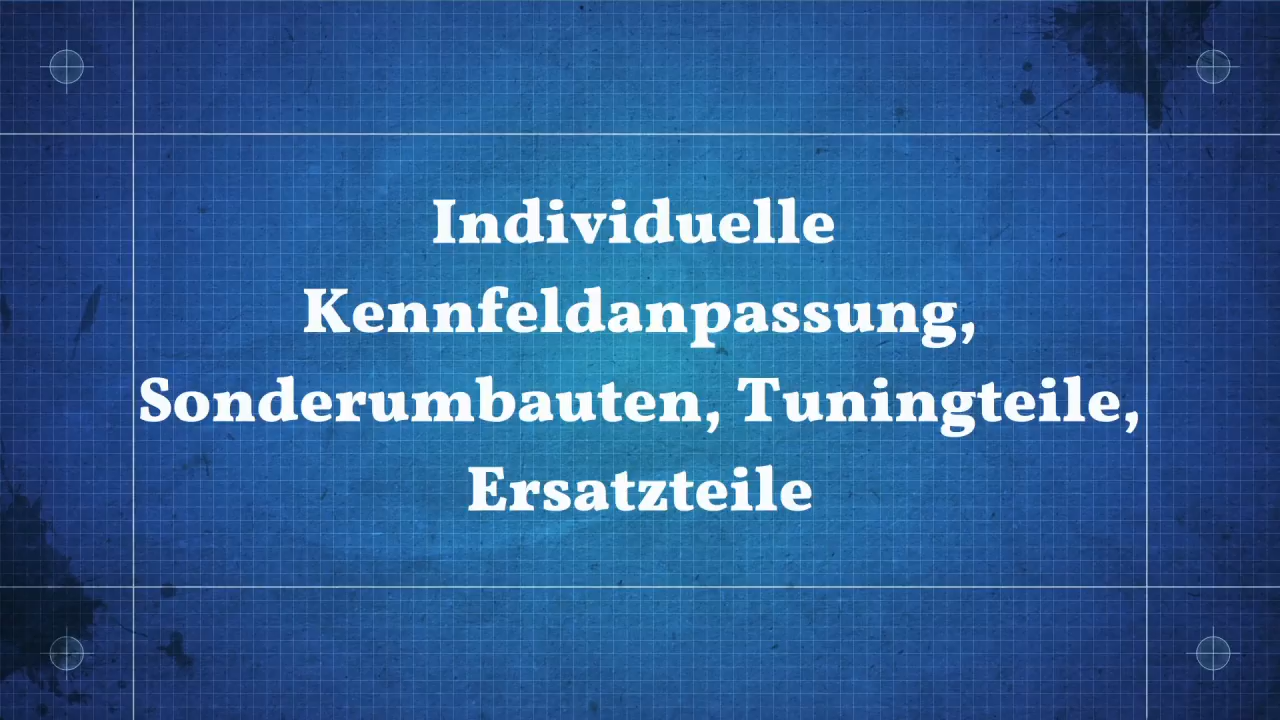 Individuelle
Kennfeldanpassung,
Sonderumbauten, Tuningteile,
Ersatzteile